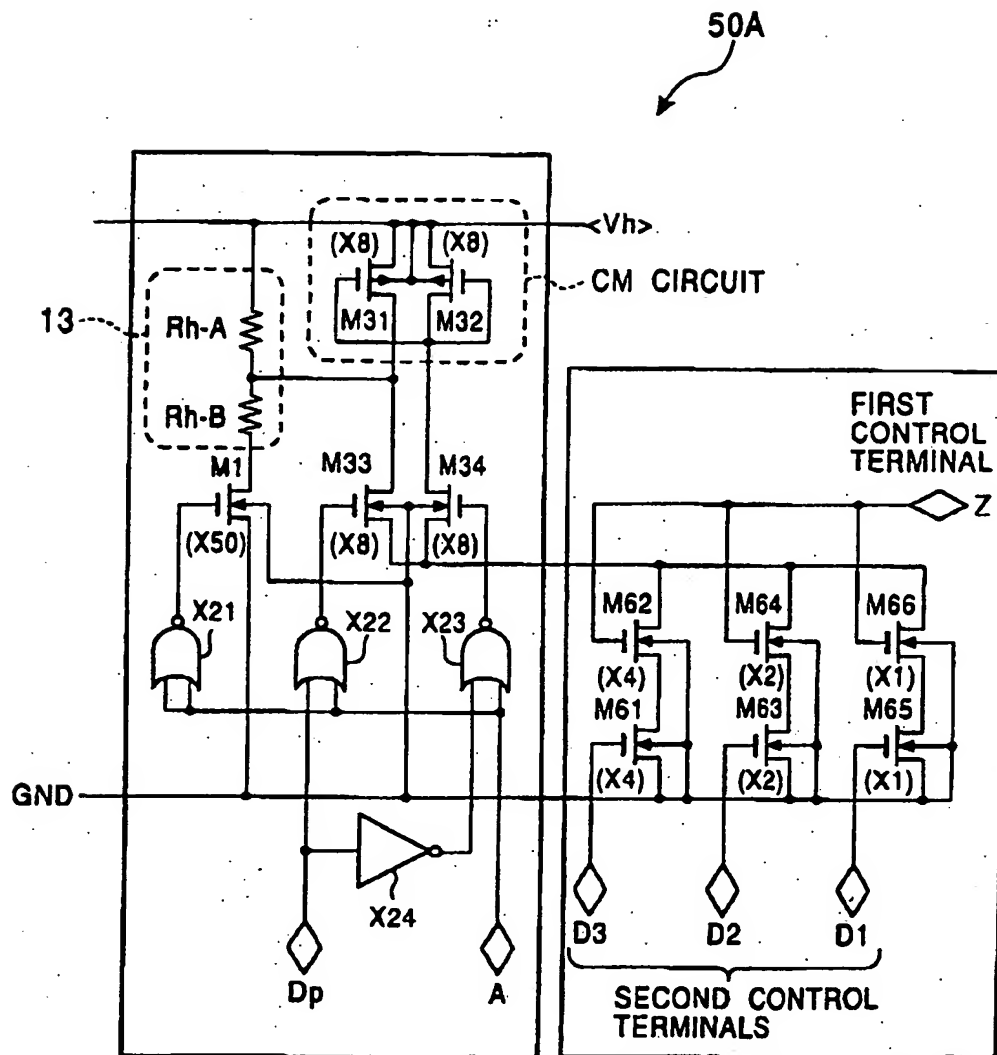 50A
<Vh>
(X8) (X8)
CM CIRCUIT
M31 M32
13
Rh-A
Rh-B
M1
M33 M34
(X50) (X8) (X8)
X21 X22 X23
GND
X24
Dp A
FIRST
CONTROL
TERMINAL
Z
M62 M64 M66
(X4) (X2) (X1)
M61 M63 M65
(X4) (X2) (X1)
D3 D2 D1
SECOND CONTROL
TERMINALS